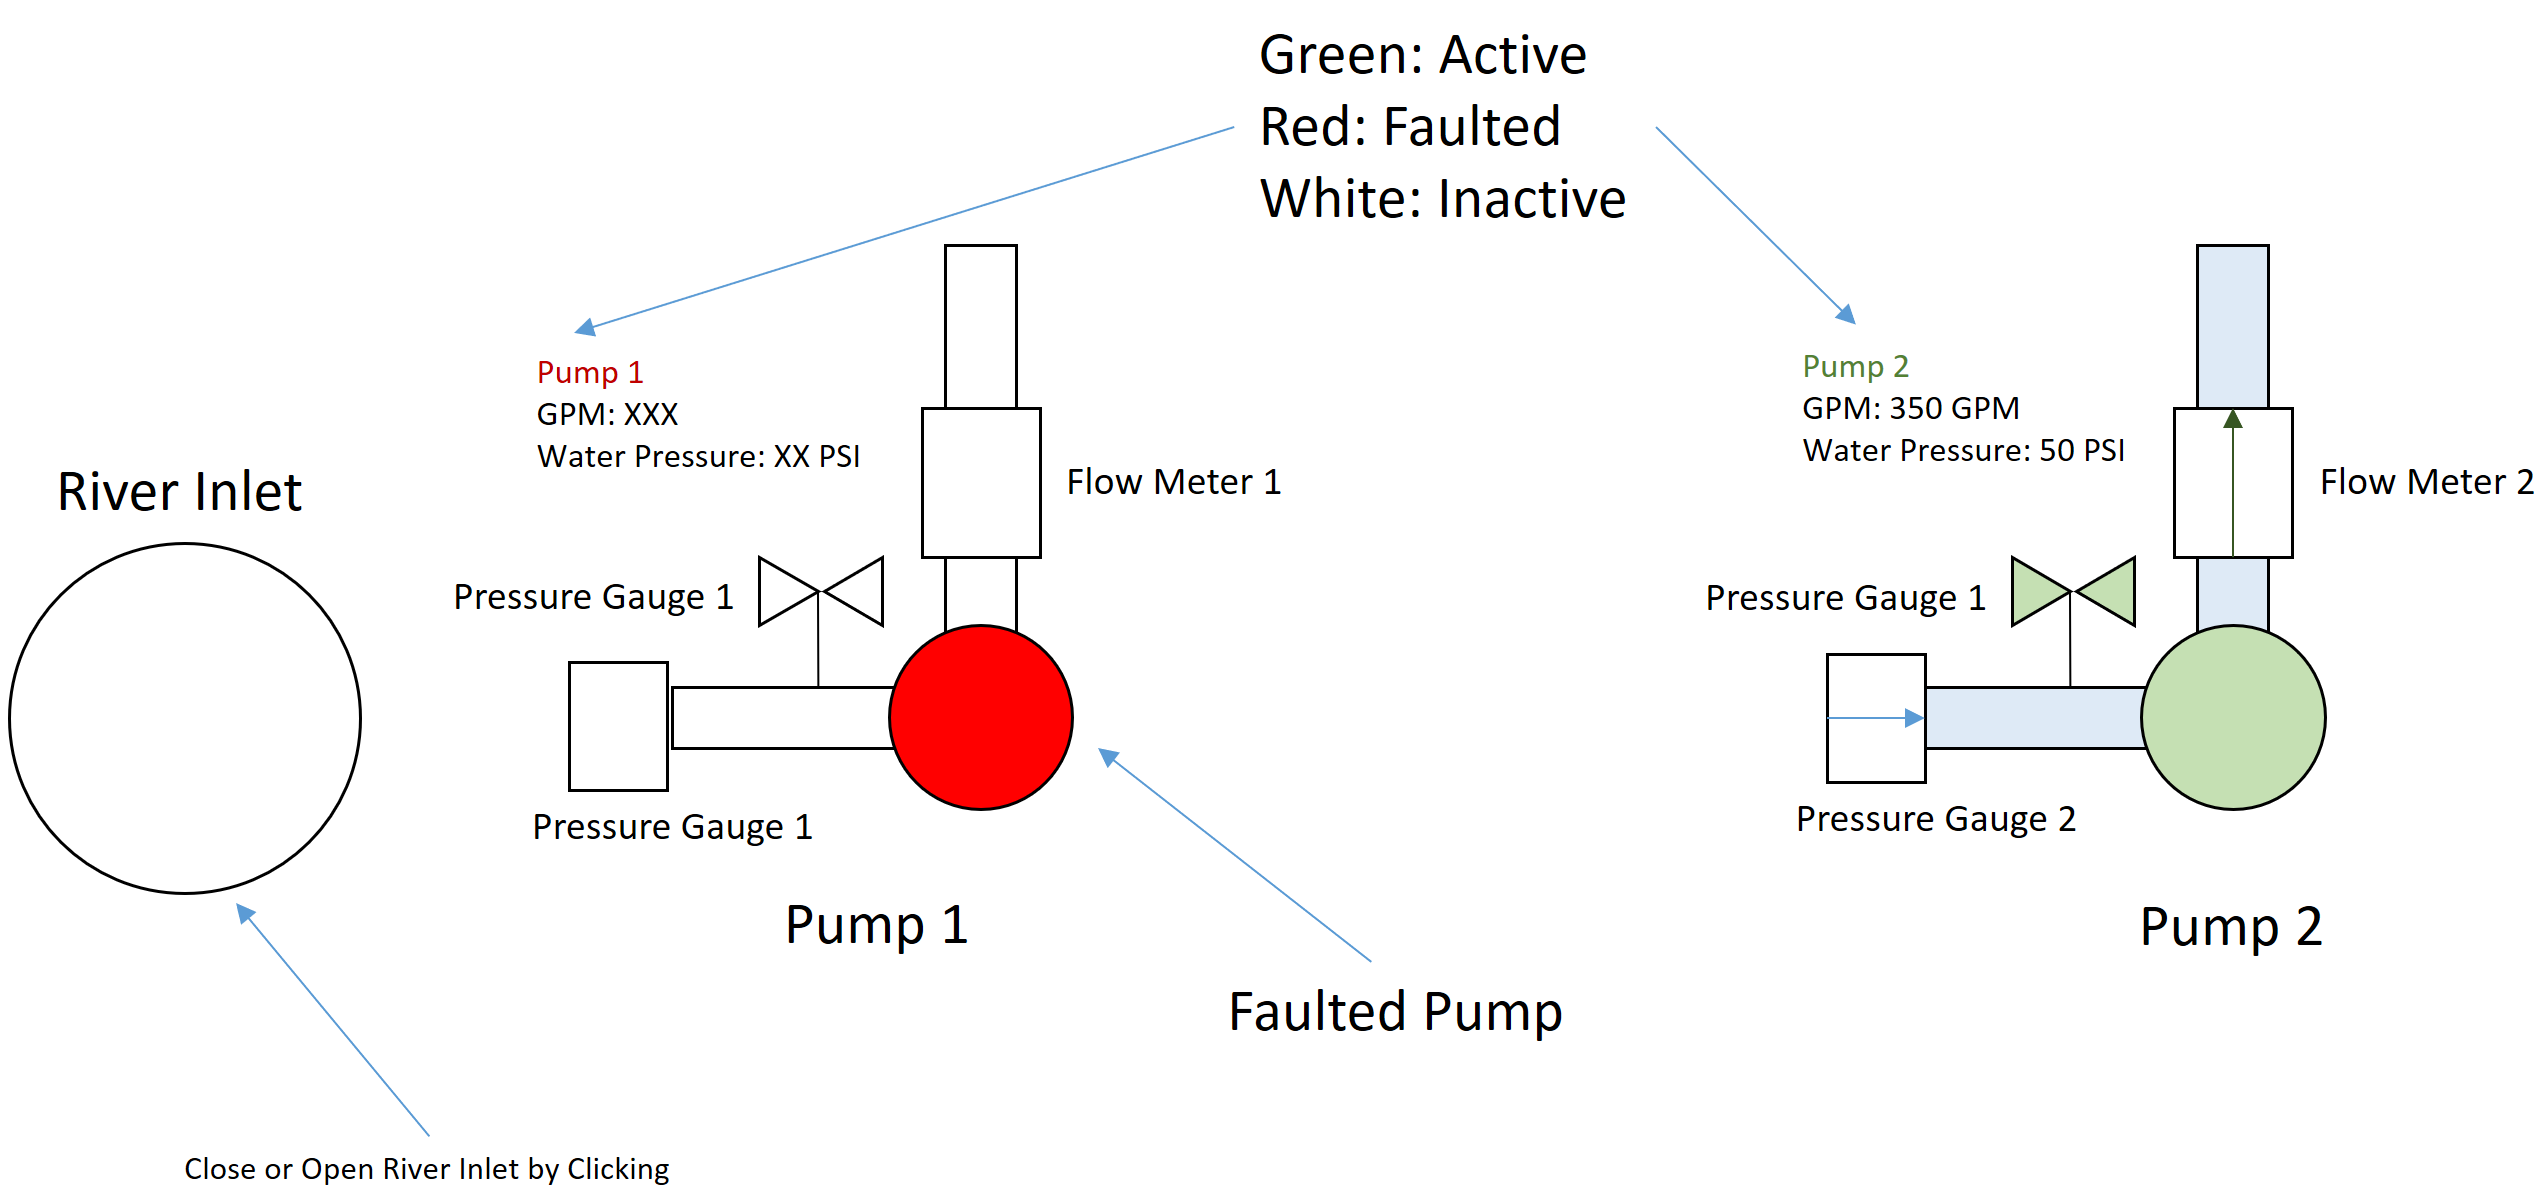 Green: Active
Red: Faulted
White: Inactive
Pump 1
GPM: XXX
Water Pressure: XX PSI
Pump 2
GPM: 350 GPM
Water Pressure: 50 PSI
River Inlet
Flow Meter 1
Flow Meter 2
Pressure Gauge 1
Pressure Gauge 1
Pressure Gauge 1
Pressure Gauge 2
Pump 1
Pump 2
Faulted Pump
Close or Open River Inlet by Clicking